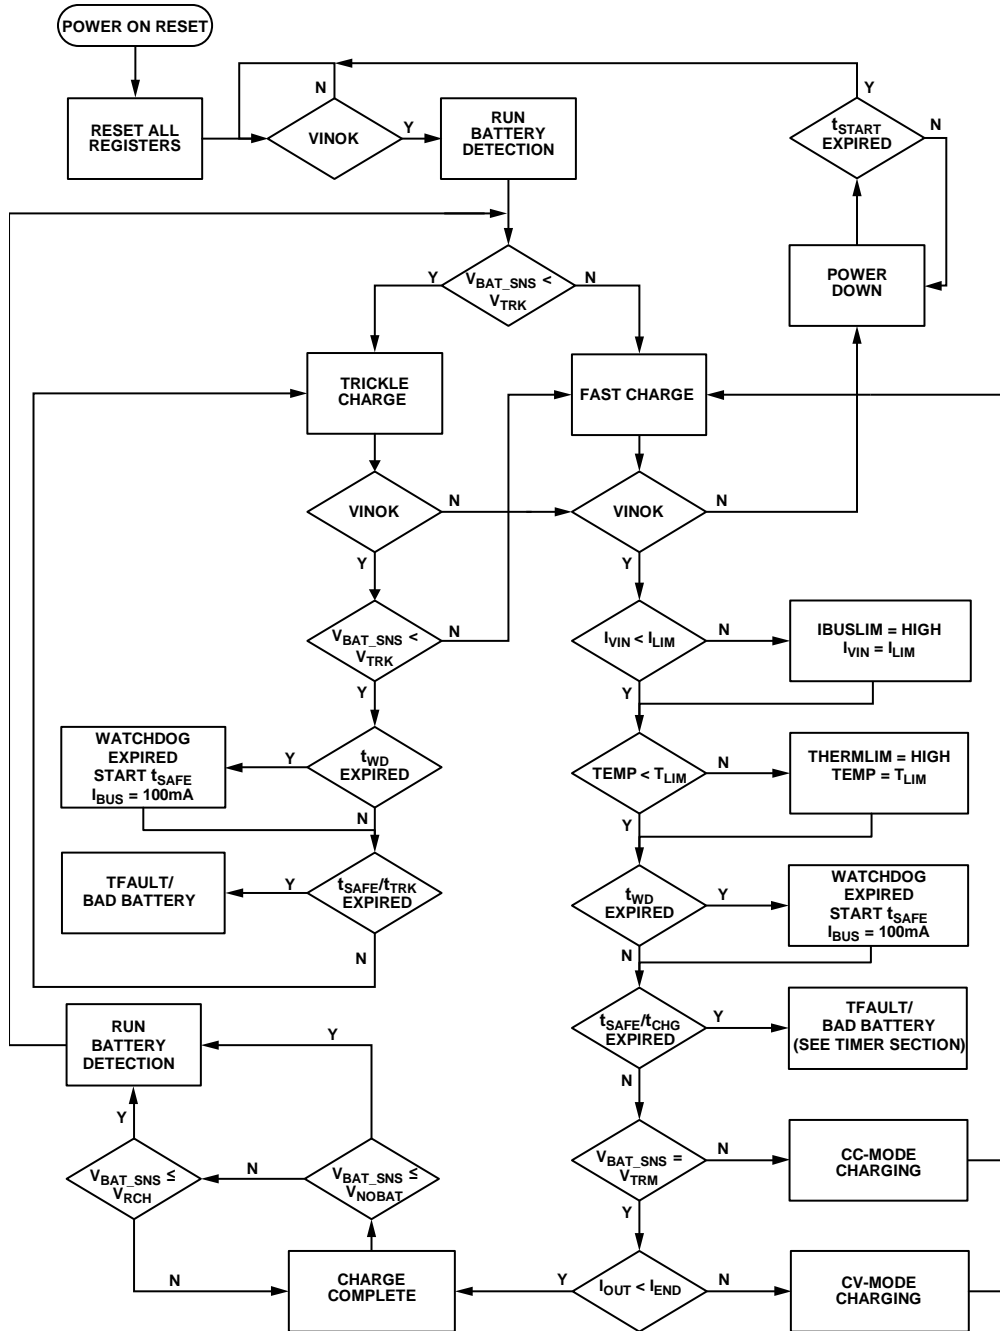 POWER ON RESET
RESET ALL
REGISTERS
N
VINOK
Y
RUN
BATTERY
DETECTION
Y
tSTART
EXPIRED
N
POWER
DOWN
Y
VBAT_SNS <
VTRK
N
TRICKLE
CHARGE
FAST CHARGE
VINOK
N
Y
VINOK
N
Y
VBAT_SNS <
VTRK
N
Y
IVIN < ILIM
N
Y
IBUSLIM = HIGH
IVIN = ILIM
WATCHDOG
EXPIRED
START tSAFE
IBUS = 100mA
Y
tWD
EXPIRED
N
TEMP < TLIM
N
Y
THERMLIM = HIGH
TEMP = TLIM
TFAULT/
BAD BATTERY
Y
tSAFE/tTRK
EXPIRED
N
tWD
EXPIRED
Y
N
WATCHDOG
EXPIRED
START tSAFE
IBUS = 100mA
tSAFE/tCHG
EXPIRED
Y
N
TFAULT/
BAD BATTERY
(SEE TIMER SECTION)
RUN
BATTERY
DETECTION
Y
Y
VBAT_SNS ≤
VRCH
N
VBAT_SNS ≤
VNOBAT
VBAT_SNS =
VTRM
N
Y
CC-MODE
CHARGING
N
CHARGE
COMPLETE
Y
IOUT < IEND
N
CV-MODE
CHARGING